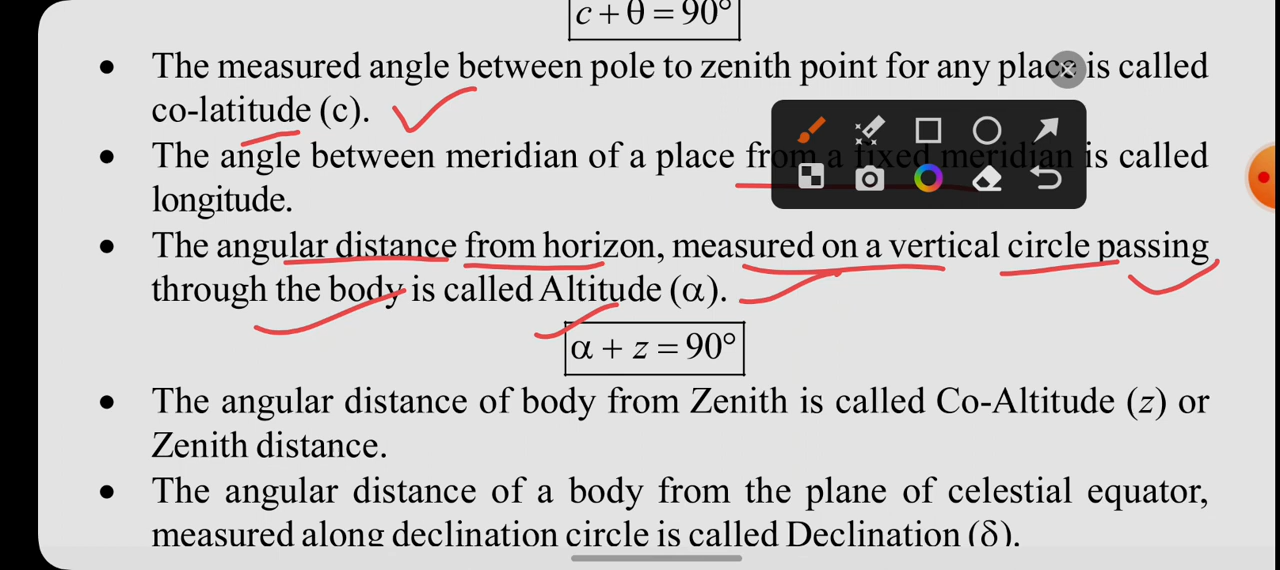 c + θ = 90°
• The measured angle between pole to zenith point for any place is called
co-latitude (c).
• The angle between meridian of a place from a fixed meridian is called
longitude.
• The angular distance from horizon, measured on a vertical circle passing
through the body is called Altitude (α).
α + z = 90°
• The angular distance of body from Zenith is called Co-Altitude (z) or
Zenith distance.
• The angular distance of a body from the plane of celestial equator,
measured along declination circle is called Declination (δ).